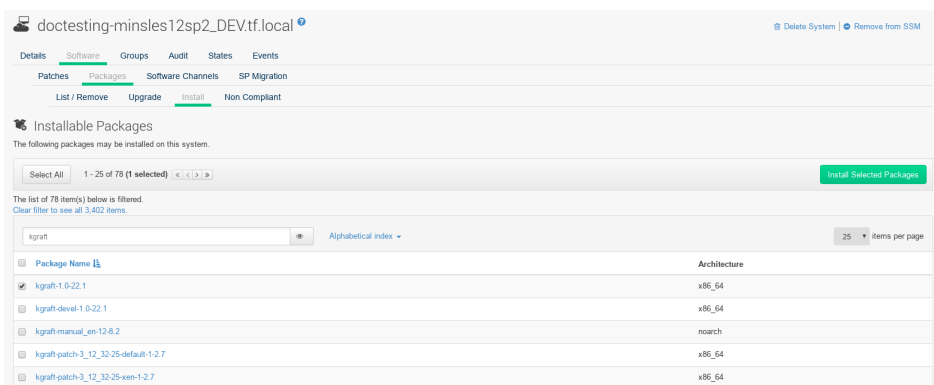 doctesting-minsles12sp2_DEV.tf.local ?
Delete System | Remove from SSM
Details Software Groups Audit States Events
Patches Packages Software Channels SP Migration
List / Remove Upgrade Install Non Compliant
Installable Packages
The following packages may be installed on this system.
Select All 1 - 25 of 78 (1 selected) « < > » Install Selected Packages
The list of 78 item(s) below is filtered.
Clear filter to see all 3,402 items.
kgraft Alphabetical index 25 items per page
Package Name Architecture
kgraft-1.0-22.1 x86_64
kgraft-devel-1.0-22.1 x86_64
kgraft-manual_en-12-8.2 noarch
kgraft-patch-3_12_32-25-default-1-2.7 x86_64
kgraft-patch-3_12_32-25-xen-1-2.7 x86_64